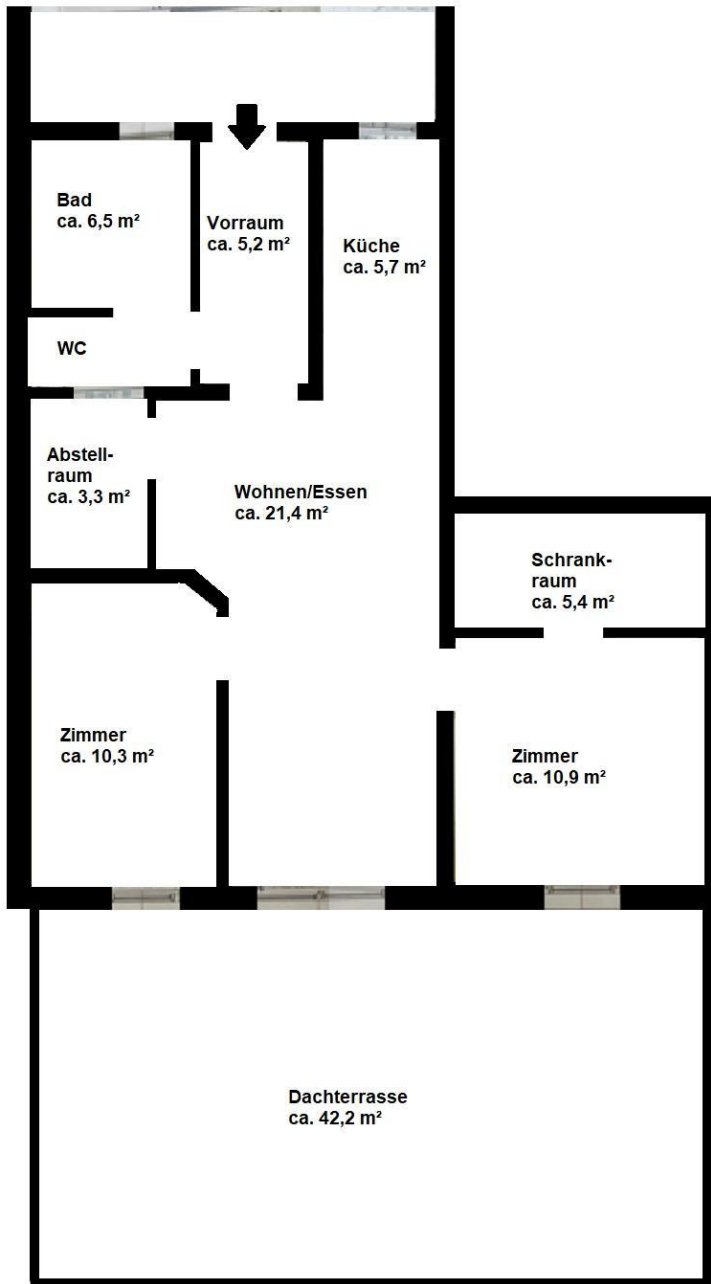 Bad
ca. 6,5 m²
Vorraum
ca. 5,2 m²
Küche
ca. 5,7 m²
WC
Abstell-
raum
ca. 3,3 m²
Wohnen/Essen
ca. 21,4 m²
Schrank-
raum
ca. 5,4 m²
Zimmer
ca. 10,3 m²
Zimmer
ca. 10,9 m²
Dachterrasse
ca. 42,2 m²